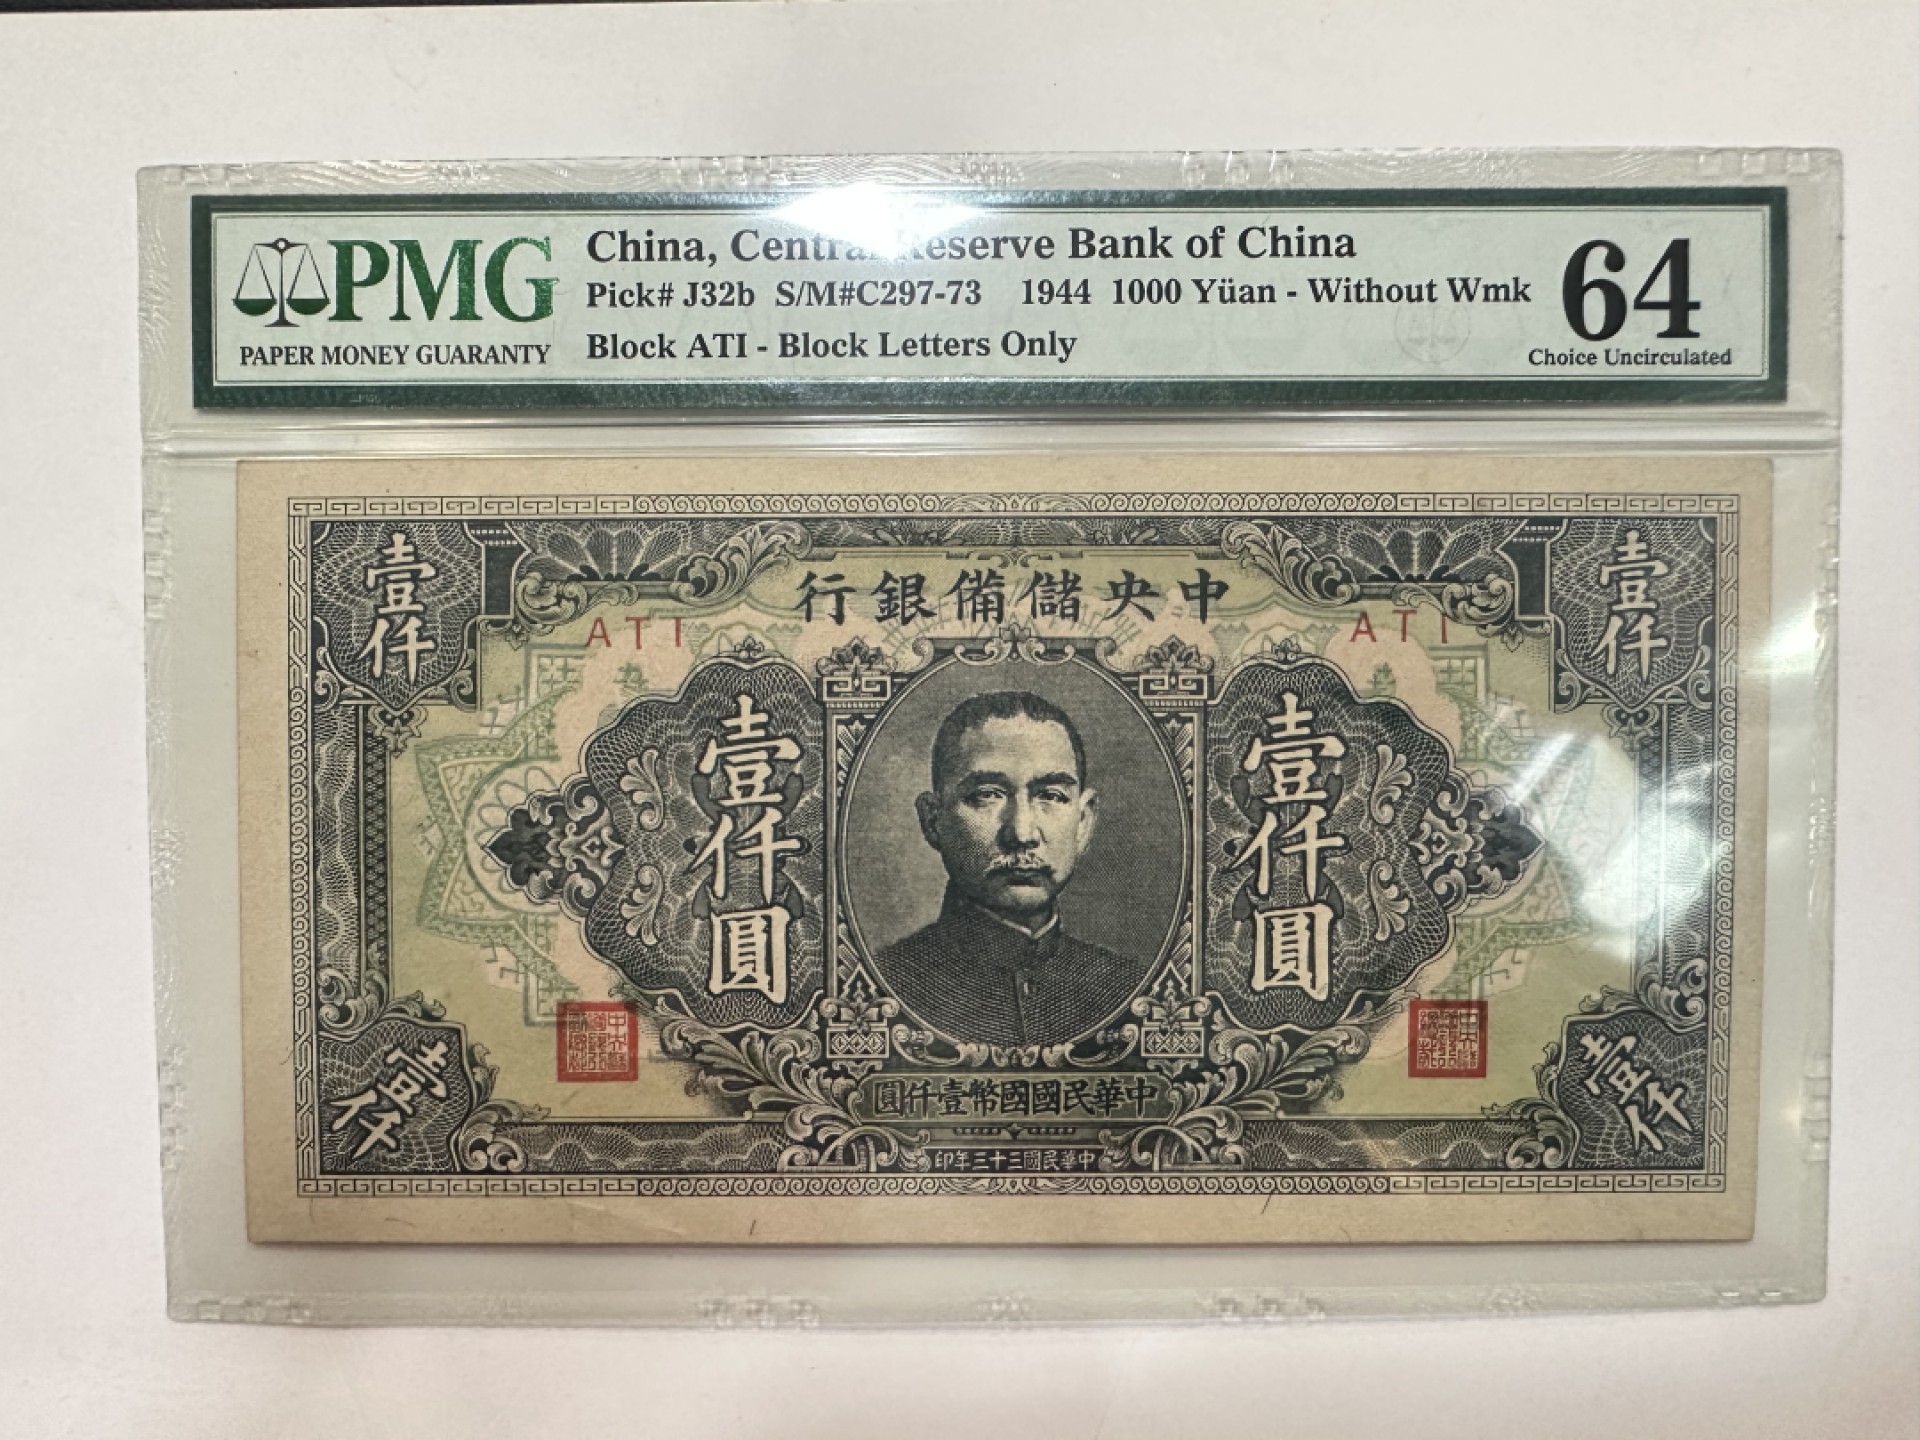 PMG
PAPER MONEY GUARANTY
China, Central Reserve Bank of China
Pick# J32b S/M#C297-73 1944 1000 Yüan - Without Wmk
Block ATI - Block Letters Only
64
Choice Uncirculated
壹仟
行銀備儲央中
壹仟
ATI
ATI
壹仟圓
壹仟圓
圓仟壹幣國國民華中
壹仟
壹仟
印年三十三國民華中